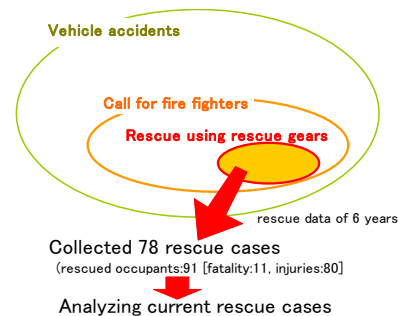 Vehicle accidents
Call for fire fighters
Rescue using rescue gears
rescue data of 6 years
Collected 78 rescue cases
(rescued occupants:91 [fatality:11, injuries:80]
Analyzing current rescue cases